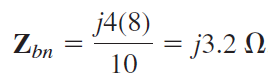 Z_bn = j4(8)/10 = j3.2 Ω